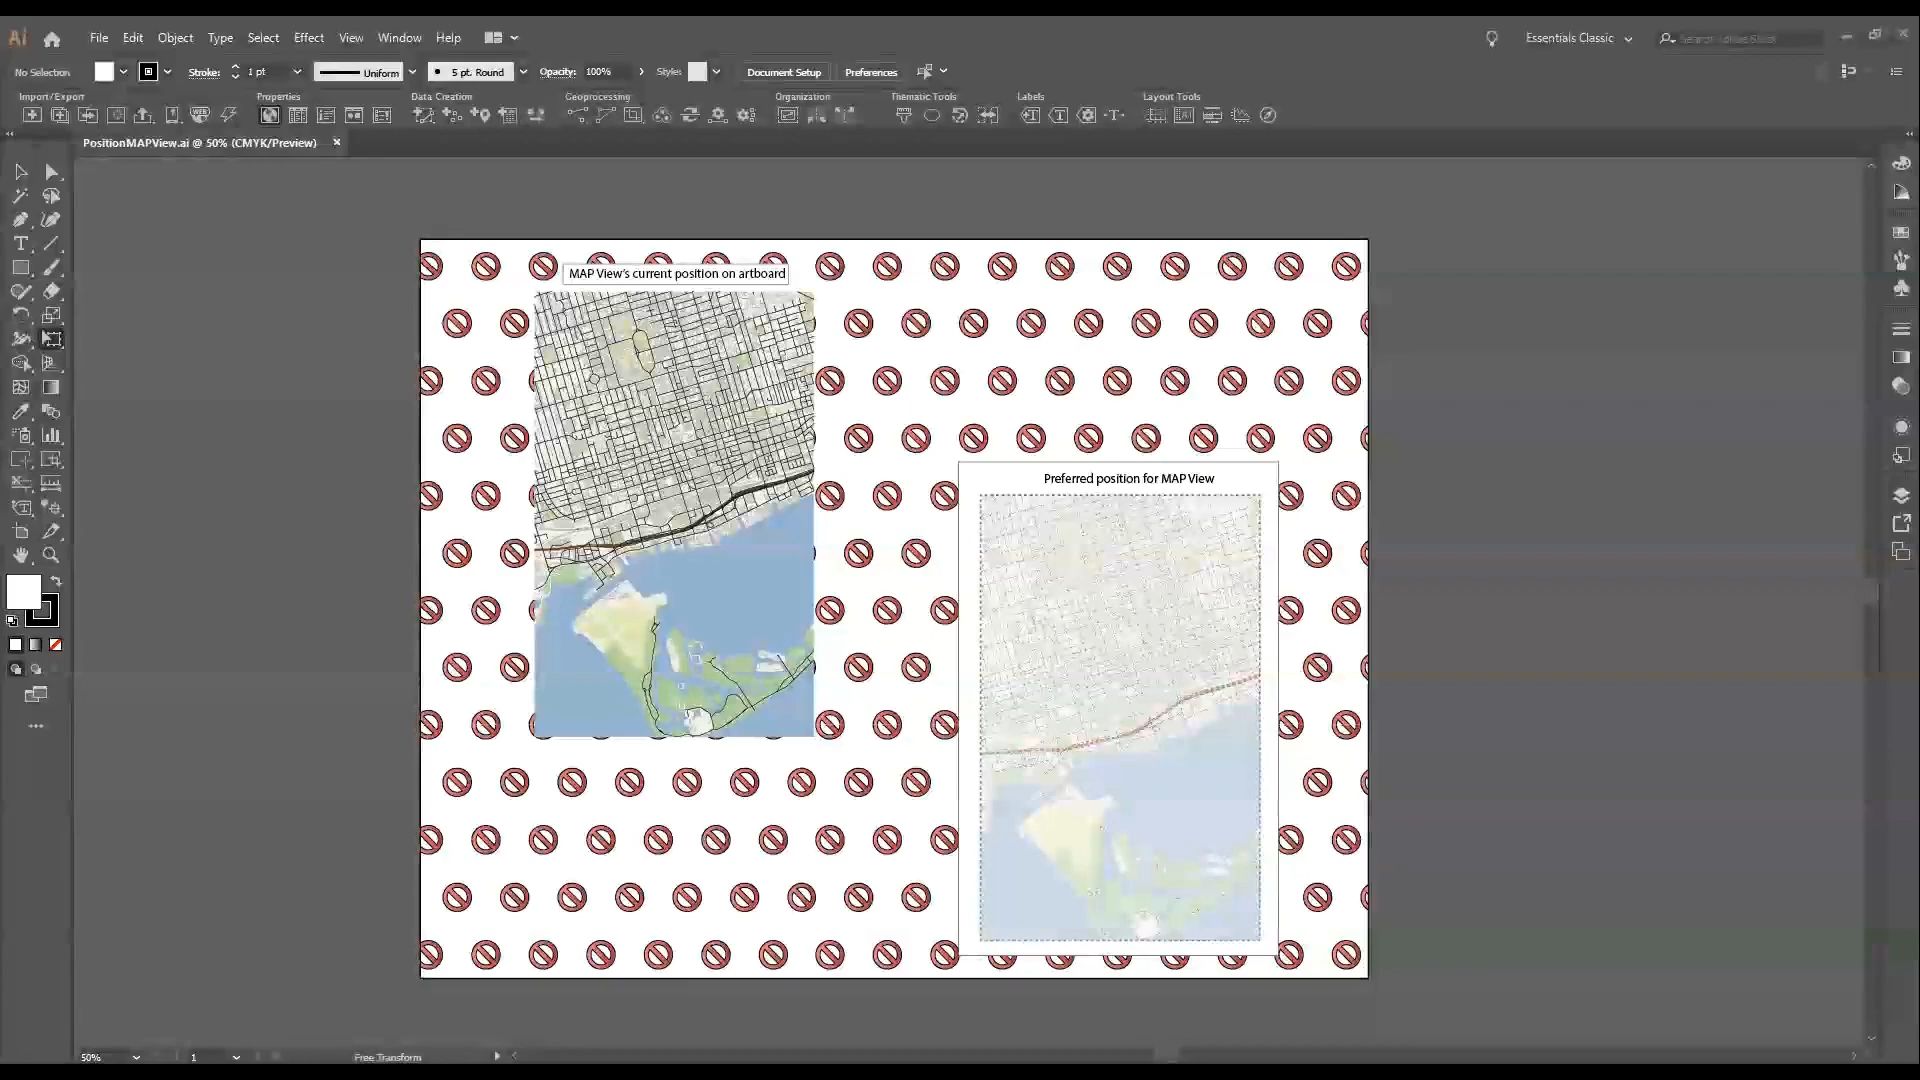 Ai
File Edit Object Type Select Effect View Window Help
Essentials Classic
No Selection
Stroke:
1 pt
Uniform
5 pt. Round
Opacity:
100%
Style:
Document Setup
Preferences
Import/Export
Properties
Data Creation
Geoprocessing
Organization
Thematic Tools
Labels
Layout Tools
PositionMAPView.ai @ 50% (CMYK/Preview)
MAP View's current position on artboard
Preferred position for MAP View
50%
1
Free Transform